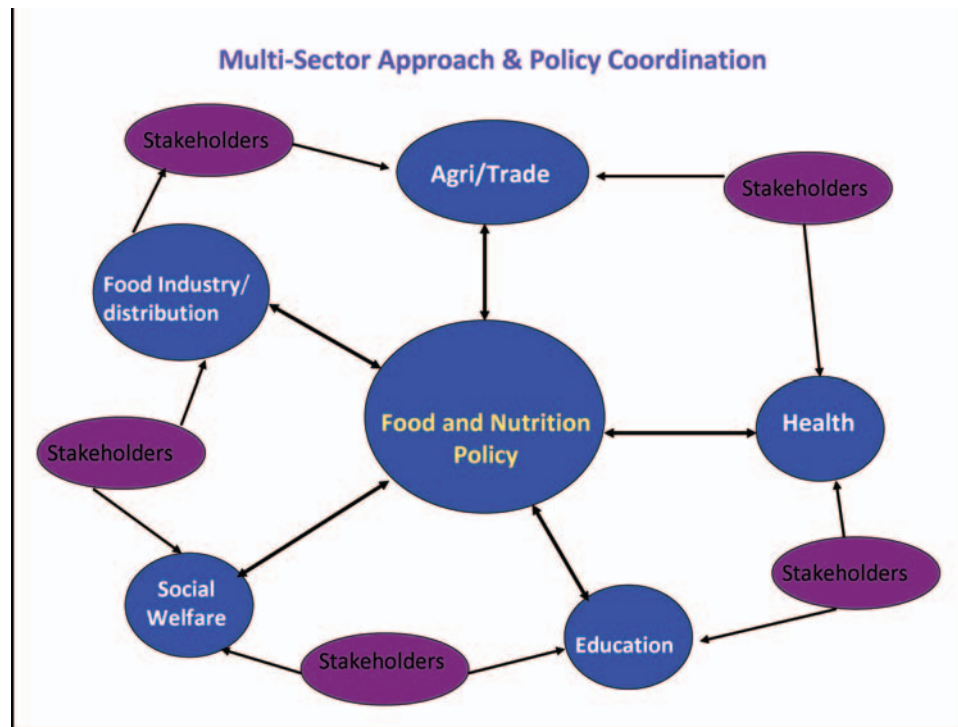 Multi-Sector Approach & Policy Coordination
Stakeholders
Agri/Trade
Stakeholders
Food Industry/
distribution
Food and Nutrition
Policy
Health
Stakeholders
Stakeholders
Social
Welfare
Education
Stakeholders